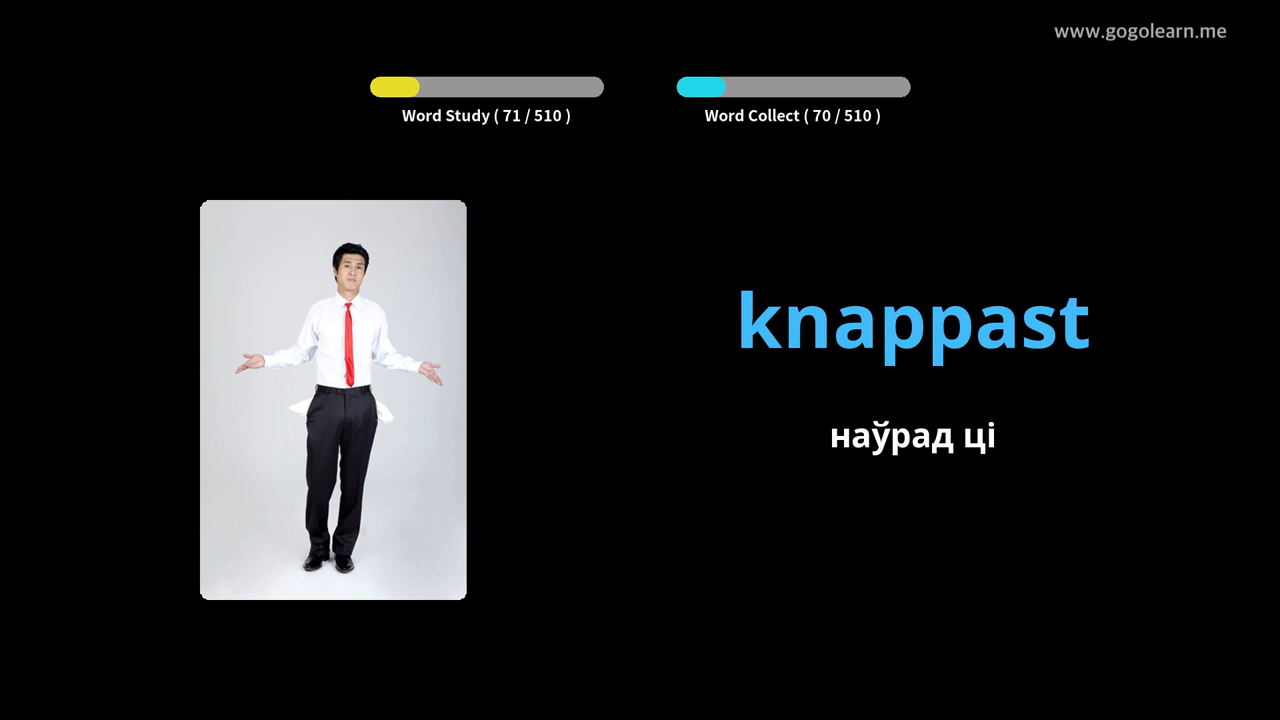 www.gogolearn.me
Word Study ( 71 / 510 )
Word Collect ( 70 / 510 )
knappast
наўрад ці